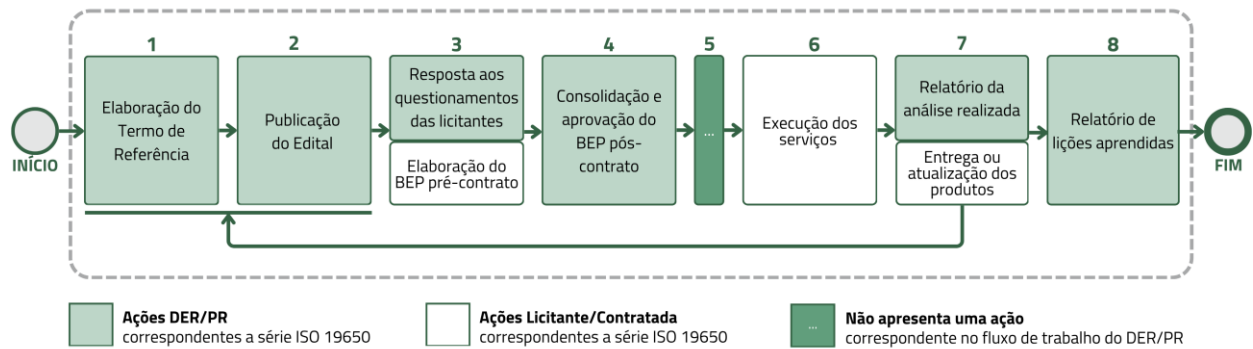 1
2
3
4
5
6
7
8
Elaboração do
Termo de
Referência
Publicação
do Edital
Resposta aos
questionamentos
das licitantes
Elaboração do
BEP pré-contrato
Consolidação e
aprovação do
BEP pós-
contrato
...
Execução dos
serviços
Relatório da
análise realizada
Entrega ou
atualização dos
produtos
Relatório de
lições aprendidas
INÍCIO
FIM
Ações DER/PR
correspondentes a série ISO 19650
Ações Licitante/Contratada
correspondentes a série ISO 19650
...
Não apresenta uma ação
correspondente no fluxo de trabalho do DER/PR